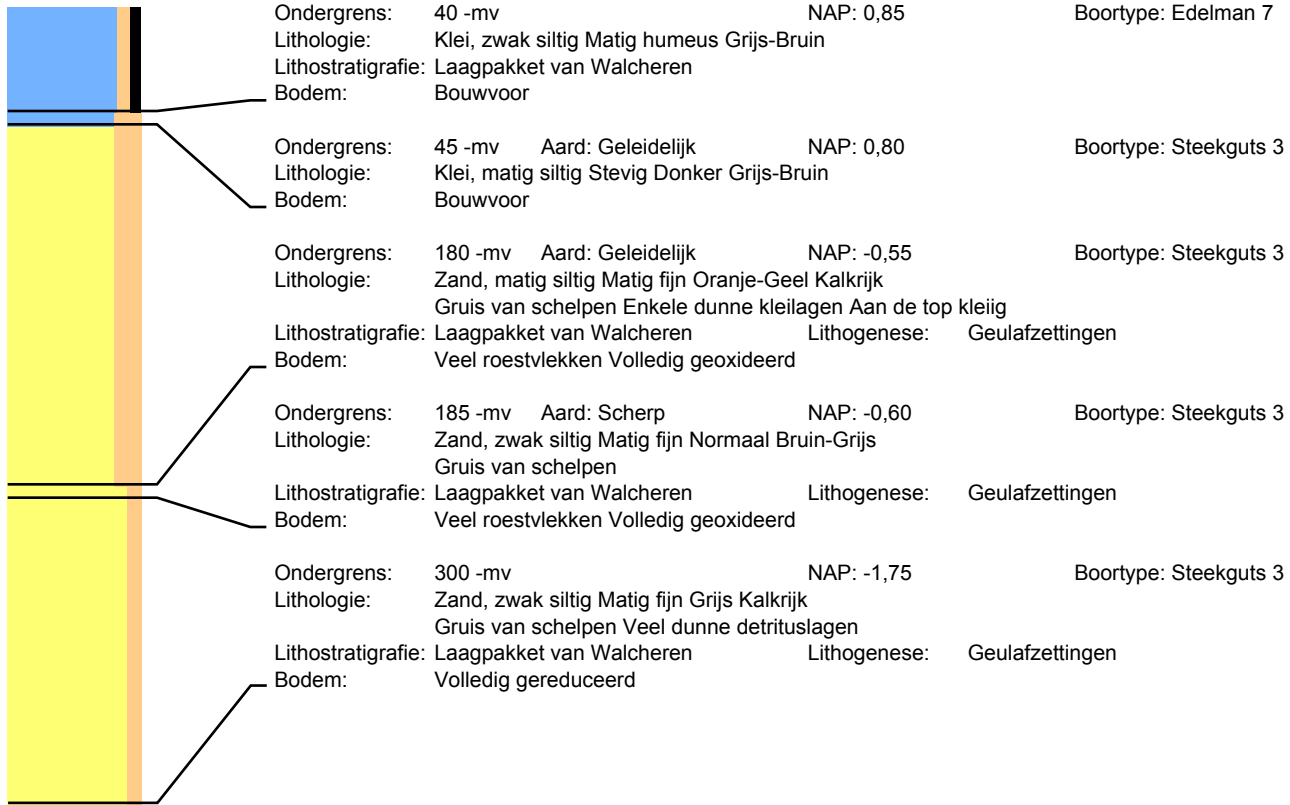 Ondergrens: 40 -mv NAP: 0,85 Boortype: Edelman 7
Lithologie: Klei, zwak siltig Matig humeus Grijs-Bruin
Lithostratigrafie: Laagpakket van Walcheren
Bodem: Bouwvoor
Ondergrens: 45 -mv Aard: Geleidelijk NAP: 0,80 Boortype: Steekguts 3
Lithologie: Klei, matig siltig Stevig Donker Grijs-Bruin
Bodem: Bouwvoor
Ondergrens: 180 -mv Aard: Geleidelijk NAP: -0,55 Boortype: Steekguts 3
Lithologie: Zand, matig siltig Matig fijn Oranje-Geel Kalkrijk
Gruis van schelpen Enkele dunne kleilagen Aan de top kleiig
Lithostratigrafie: Laagpakket van Walcheren Lithogenese: Geulafzettingen
Bodem: Veel roestvlekken Volledig geoxideerd
Ondergrens: 185 -mv Aard: Scherp NAP: -0,60 Boortype: Steekguts 3
Lithologie: Zand, zwak siltig Matig fijn Normaal Bruin-Grijs
Gruis van schelpen
Lithostratigrafie: Laagpakket van Walcheren Lithogenese: Geulafzettingen
Bodem: Veel roestvlekken Volledig geoxideerd
Ondergrens: 300 -mv NAP: -1,75 Boortype: Steekguts 3
Lithologie: Zand, zwak siltig Matig fijn Grijs Kalkrijk
Gruis van schelpen Veel dunne detrituslagen
Lithostratigrafie: Laagpakket van Walcheren Lithogenese: Geulafzettingen
Bodem: Volledig gereduceerd